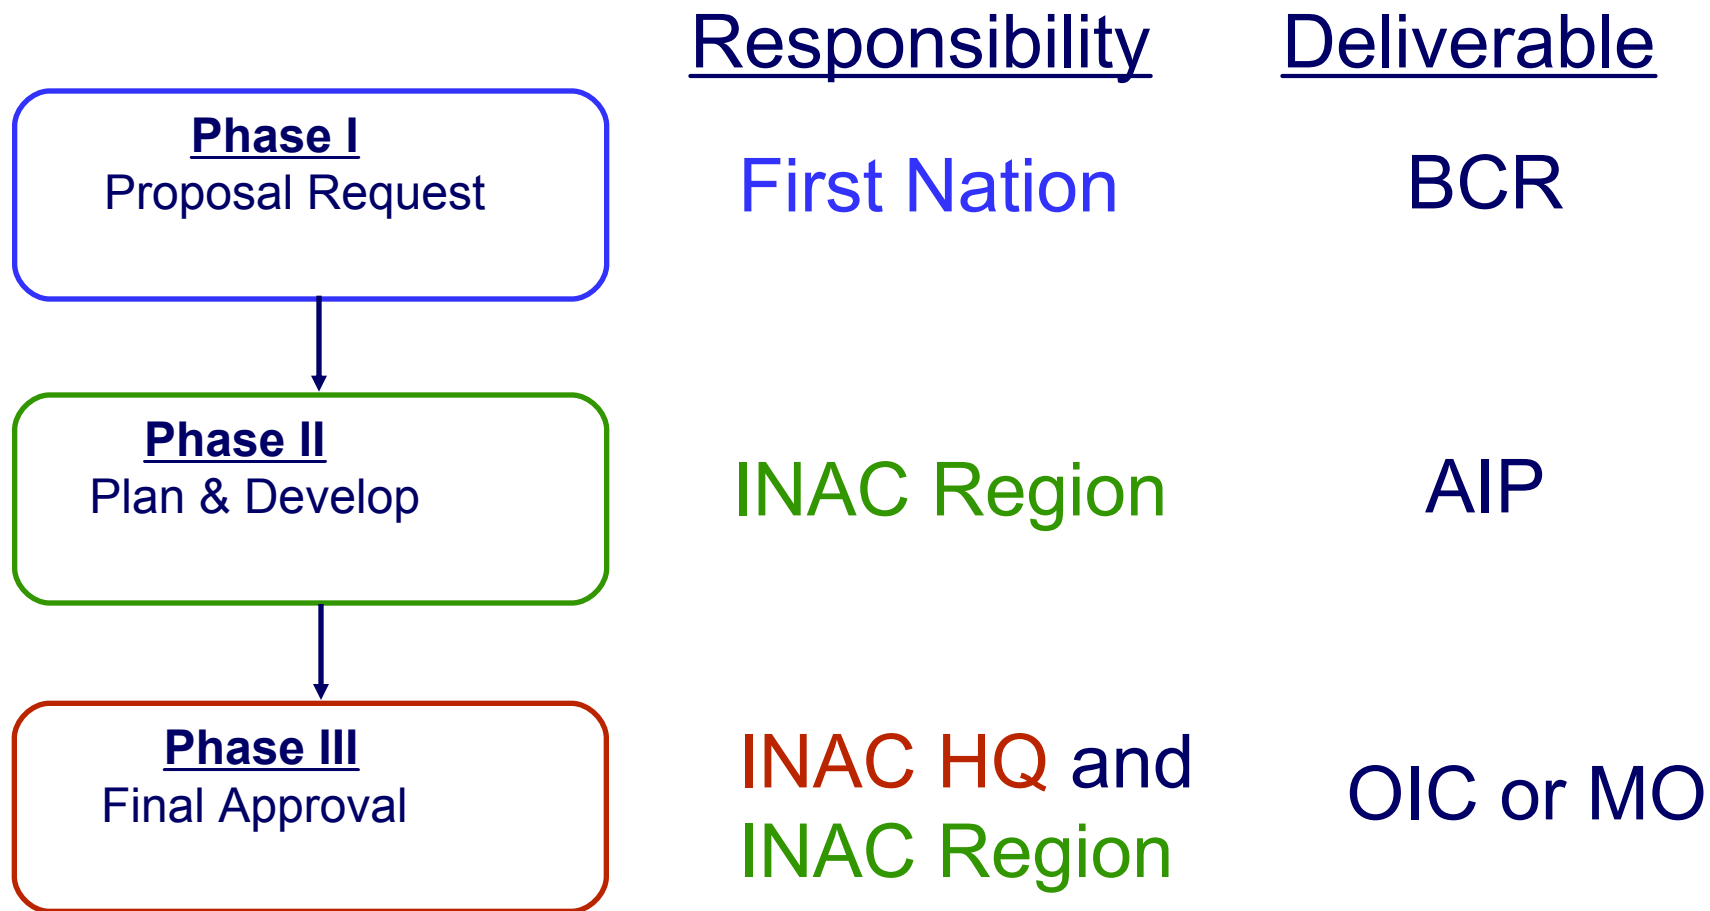 Responsibility Deliverable
Phase I
Proposal Request
First Nation
BCR
Phase II
Plan & Develop
INAC Region
AIP
Phase III
Final Approval
INAC HQ and
INAC Region
OIC or MO